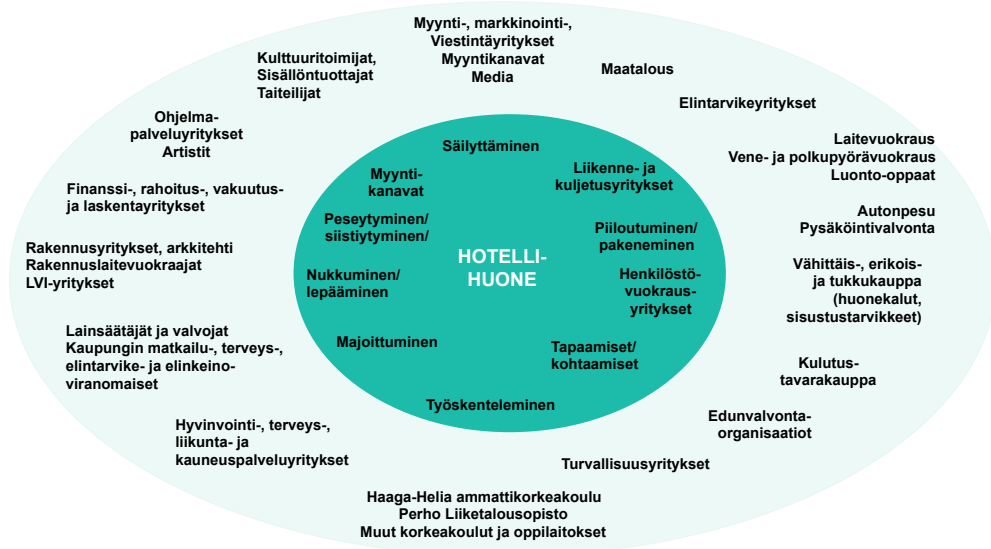 Myynti-, markkinointi-,
Viestintäyritykset
Myyntikanavat
Media
Kulttuuritoimijat,
Sisällöntuottajat
Taiteilijat
Maatalous
Elintarvikeyritykset
Ohjelma-
palveluyritykset
Artistit
Laitevuokraus
Vene- ja polkupyörävuokraus
Luonto-oppaat
Finanssi-, rahoitus-, vakuutus-
ja laskentayritykset
Autonpesu
Pysäköintivalvonta
Rakennusyritykset, arkkitehti
Rakennuslaitevuokraajat
LVI-yritykset
Vähittäis-, erikois-
ja tukkukauppa
(huonekalut,
sisustustarvikkeet)
Lainsäätäjät ja valvojat
Kaupungin matkailu-, terveys-,
elintarvike- ja elinkeino-
viranomaiset
Kulutus-
tavarakauppa
Hyvinvointi-, terveys-,
liikunta- ja
kauneuspalveluyritykset
Edunvalvonta-
organisaatiot
Turvallisuusyritykset
Haaga-Helia ammattikorkeakoulu
Perho Liiketalousopisto
Muut korkeakoulut ja oppilaitokset
Säilyttäminen
Myynti-
kanavat
Liikenne- ja
kuljetusyritykset
Peseytyminen/
siistiytyminen/
Piiloutuminen/
pakeneminen
HOTELLI-
HUONE
Nukkuminen/
lepääminen
Henkilöstö-
vuokraus-
yritykset
Majoittuminen
Tapaamiset/
kohtaamiset
Työskenteleminen